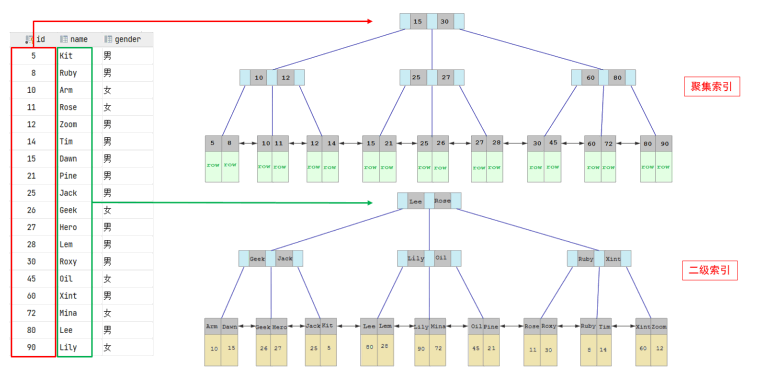 id name gender
5 Kit 男
8 Ruby 男
10 Arm 女
11 Rose 女
12 Zoom 男
14 Tim 男
15 Dawn 男
21 Pine 男
25 Jack 男
26 Geek 女
27 Hero 男
28 Lem 男
30 Roxy 男
45 Oil 女
60 Xint 男
72 Mina 女
80 Lee 男
90 Lily 女
15 30
10 12 25 27 60 80
聚集索引
5 8 10 11 12 14 15 21 25 26 27 28 30 45 60 72 80 90
row row row row row row row row row row row row row row row row row row
Lee Rose
Geek Jack Lily Oil Ruby Xint
二级索引
Arm Dawn Geek Hero Jack Kit Lee Lem Lily Mina Oil Pine Rose Roxy Ruby Tim Xint Zoom
10 15 26 27 25 5 80 28 90 72 45 21 11 30 8 14 60 12